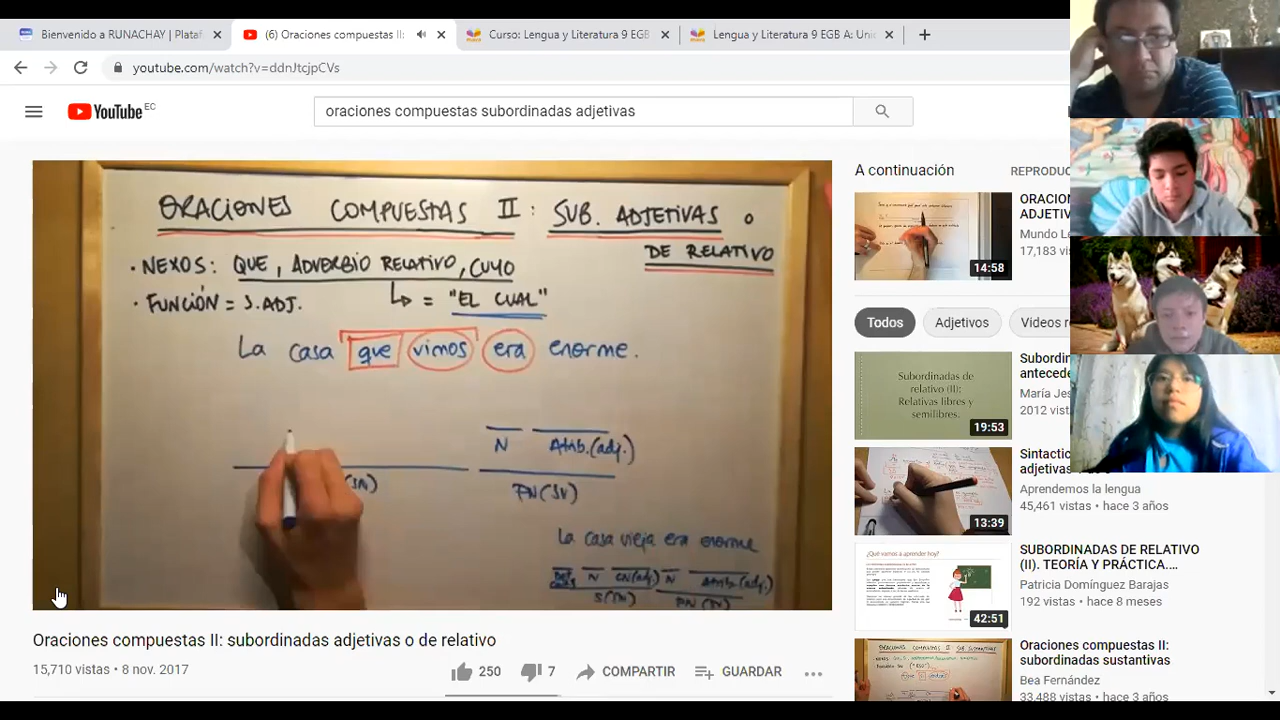 Bienvenido a RUNACHAY | Plataf
(6) Oraciones compuestas II:
Curso: Lengua y Literatura 9 EGB
Lengua y Literatura 9 EGB A: Uni
youtube.com/watch?v=ddnJtcjpCVs
YouTube EC
oraciones compuestas subordinadas adjetivas
ORACIONES COMPUESTAS II: SUB. ADJETIVAS O
DE RELATIVO
· NEXOS: QUE, ADVERBIO RELATIVO, CUYO
· FUNCIÓN = S.ADJ. ↳ = "EL CUAL"
La casa que vimos era enorme.
N Atrib.(adj.)
(SN) PN(SV)
La casa vieja era enorme
N CN(adj) N Atrib.(adj.)
PN (SV)
Oraciones compuestas II: subordinadas adjetivas o de relativo
15,710 vistas • 8 nov. 2017
250
7
COMPARTIR
GUARDAR
A continuación
REPRODUC
14:58
ORACION
ADJETIV
Mundo Le
17,183 vis
Todos
Adjetivos
Videos r
Subordinadas de
relativo (II):
Relativas libres y
semilibres.
19:53
Subord
antecede
María Jes
2012 vist
13:39
Sintactic
adjetivas
Aprendemos la lengua
45,461 vistas • hace 3 años
¿Qué vamos a aprender hoy?
42:51
SUBORDINADAS DE RELATIVO
(II). TEORÍA Y PRÁCTICA....
Patricia Domínguez Barajas
192 vistas • hace 8 meses
Oraciones compuestas II:
subordinadas sustantivas
Bea Fernández
33,488 vistas • hace 3 años